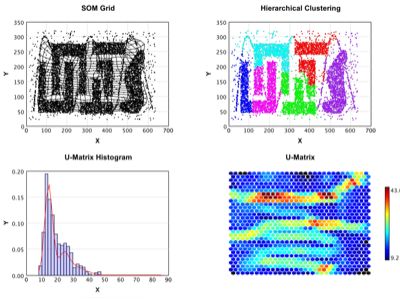 SOM Grid
Hierarchical Clustering
350
300
250
200
150
100
50
0
Y
0 100 200 300 400 500 600 700
X
350
300
250
200
150
100
50
0
Y
0 100 200 300 400 500 600 700
X
U-Matrix Histogram
U-Matrix
0.20
0.15
0.10
0.05
0.00
Y
0 10 20 30 40 50 60 70 80 90
X
43.0
9.2